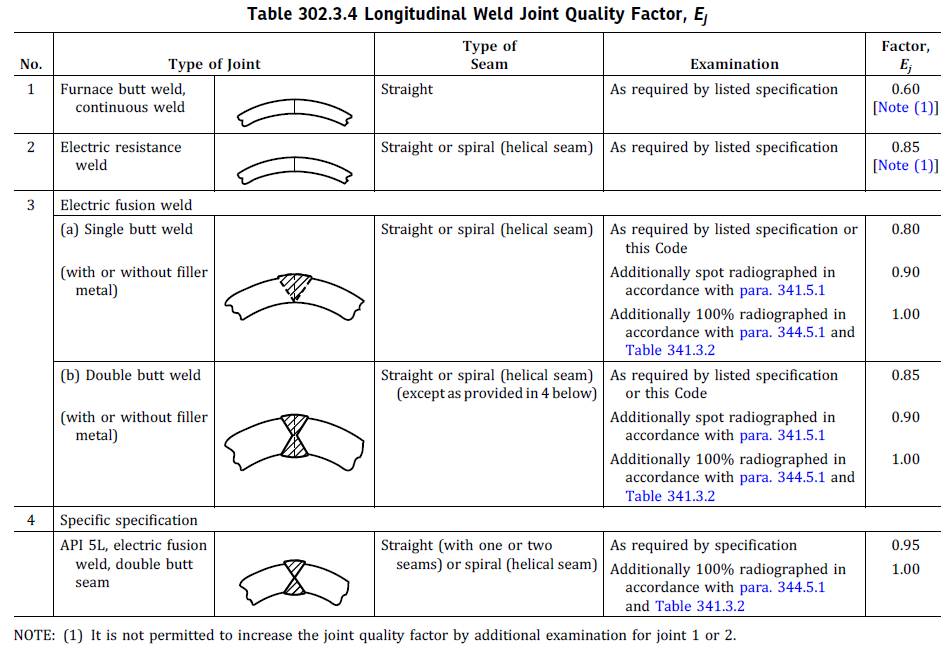 Table 302.3.4 Longitudinal Weld Joint Quality Factor, Ej
No. Type of Joint Type of Seam Examination Factor, Ej
1 Furnace butt weld, continuous weld Straight As required by listed specification 0.60 [Note (1)]
2 Electric resistance weld Straight or spiral (helical seam) As required by listed specification 0.85 [Note (1)]
3 Electric fusion weld
(a) Single butt weld Straight or spiral (helical seam) As required by listed specification or 0.80
this Code
(with or without filler Additionally spot radiographed in 0.90
metal) accordance with para. 341.5.1
Additionally 100% radiographed in 1.00
accordance with para. 344.5.1 and
Table 341.3.2
(b) Double butt weld Straight or spiral (helical seam) As required by listed specification 0.85
(except as provided in 4 below) or this Code
(with or without filler Additionally spot radiographed in 0.90
metal) accordance with para. 341.5.1
Additionally 100% radiographed in 1.00
accordance with para. 344.5.1 and
Table 341.3.2
4 Specific specification
API 5L, electric fusion Straight (with one or two As required by specification 0.95
weld, double butt seams) or spiral (helical seam) Additionally 100% radiographed in 1.00
seam accordance with para. 344.5.1
and Table 341.3.2
NOTE: (1) It is not permitted to increase the joint quality factor by additional examination for joint 1 or 2.